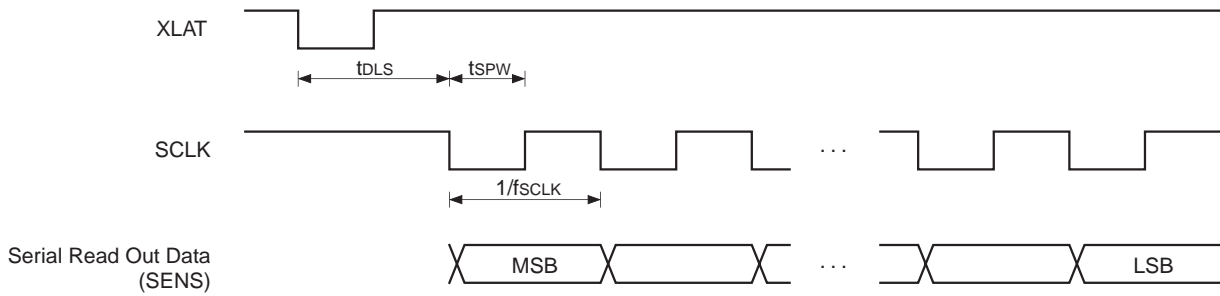 XLAT
tDLS
tSPW
SCLK
. . .
1/fSCLK
Serial Read Out Data
(SENS)
MSB
. . .
LSB